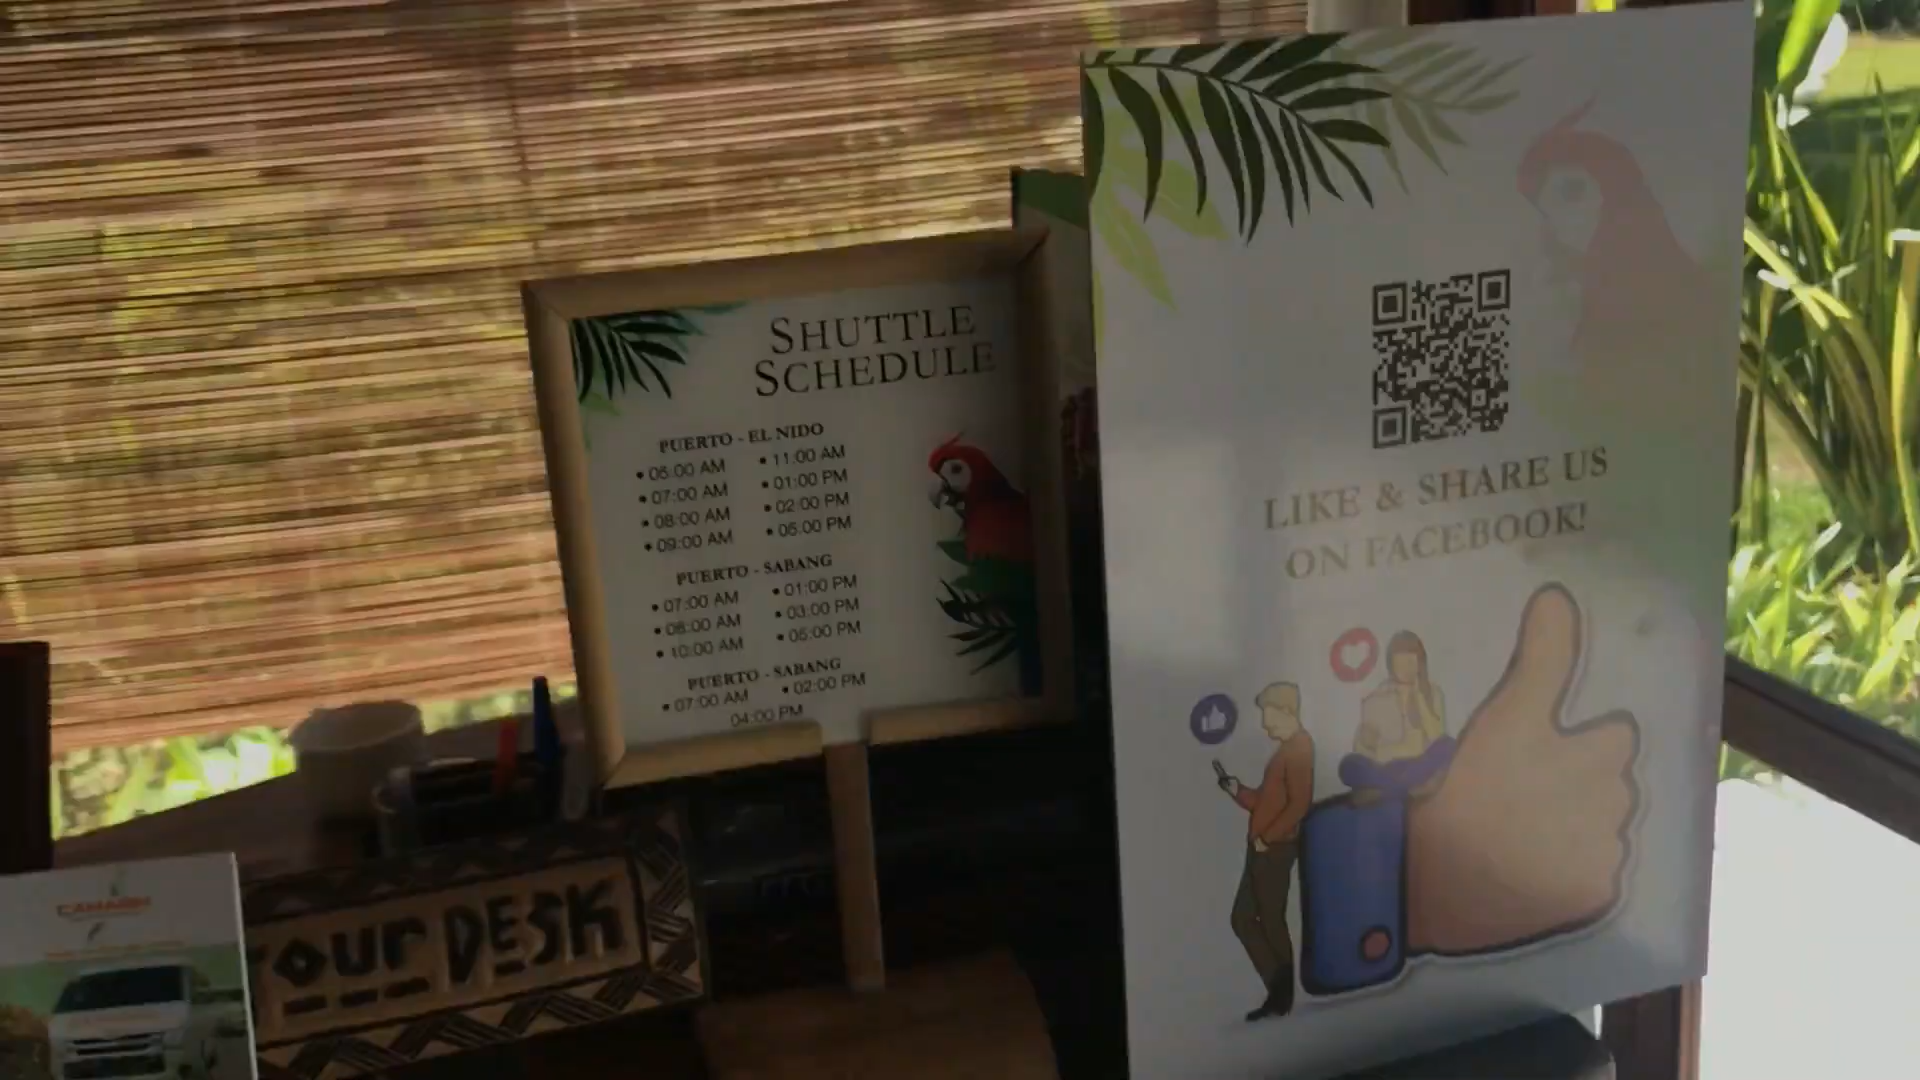 SHUTTLE
SCHEDULE
PUERTO - EL NIDO
• 05:00 AM • 11:00 AM
• 07:00 AM • 01:00 PM
• 08:00 AM • 02:00 PM
• 09:00 AM • 05:00 PM
PUERTO - SABANG
• 07:00 AM • 01:00 PM
• 08:00 AM • 03:00 PM
• 10:00 AM • 05:00 PM
PUERTO - SABANG
• 07:00 AM • 02:00 PM
04:00 PM
LIKE & SHARE US
ON FACEBOOK!
TOUR DESK